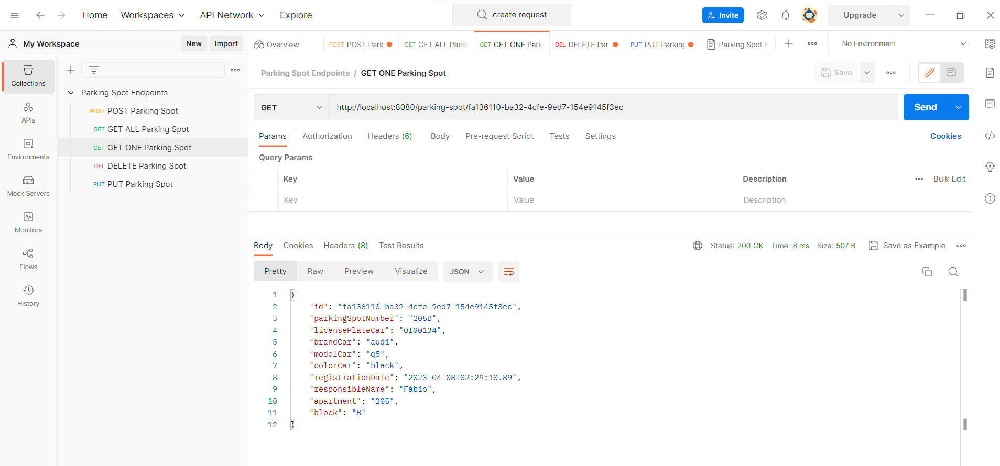 Home Workspaces API Network Explore create request Invite Upgrade
My Workspace New Import
Overview POST POST Park GET GET ALL Parki GET GET ONE Park DEL DELETE Par PUT PUT Parking Parking Spot E No Environment
Collections
APIs
Environments
Mock Servers
Monitors
Flows
History
Parking Spot Endpoints
POST POST Parking Spot
GET GET ALL Parking Spot
GET GET ONE Parking Spot
DEL DELETE Parking Spot
PUT PUT Parking Spot
Parking Spot Endpoints / GET ONE Parking Spot Save
GET http://localhost:8080/parking-spot/fa136110-ba32-4cfe-9ed7-154e9145f3ec Send
Params Authorization Headers (6) Body Pre-request Script Tests Settings Cookies
Query Params
Key Value Description Bulk Edit
Key Value Description
Body Cookies Headers (8) Test Results Status: 200 OK Time: 8 ms Size: 507 B Save as Example
Pretty Raw Preview Visualize JSON
1 {
2 "id": "fa136110-ba32-4cfe-9ed7-154e9145f3ec",
3 "parkingSpotNumber": "205B",
4 "licensePlateCar": "QIG0134",
5 "brandCar": "audi",
6 "modelCar": "q5",
7 "colorCar": "black",
8 "registrationDate": "2023-04-08T02:29:10.89",
9 "responsibleName": "Fábio",
10 "apartment": "205",
11 "block": "B"
12 }